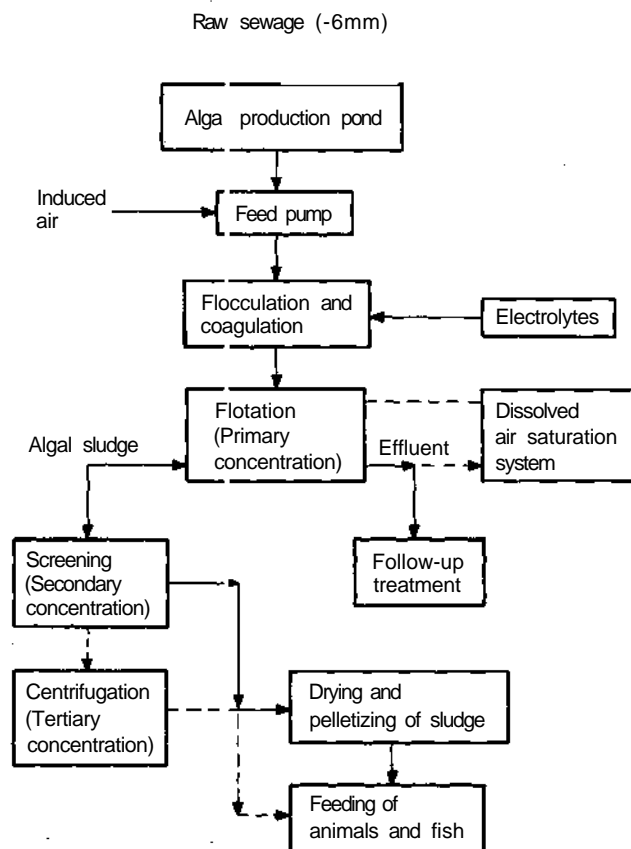 Raw sewage (-6mm)
Alga production pond
Induced
air
Feed pump
Flocculation and
coagulation
Electrolytes
Flotation
(Primary
concentration)
Dissolved
air saturation
system
Algal sludge
Effluent
Screening
(Secondary
concentration)
Follow-up
treatment
Centrifugation
(Tertiary
concentration)
Drying and
pelletizing of sludge
Feeding of
animals and fish